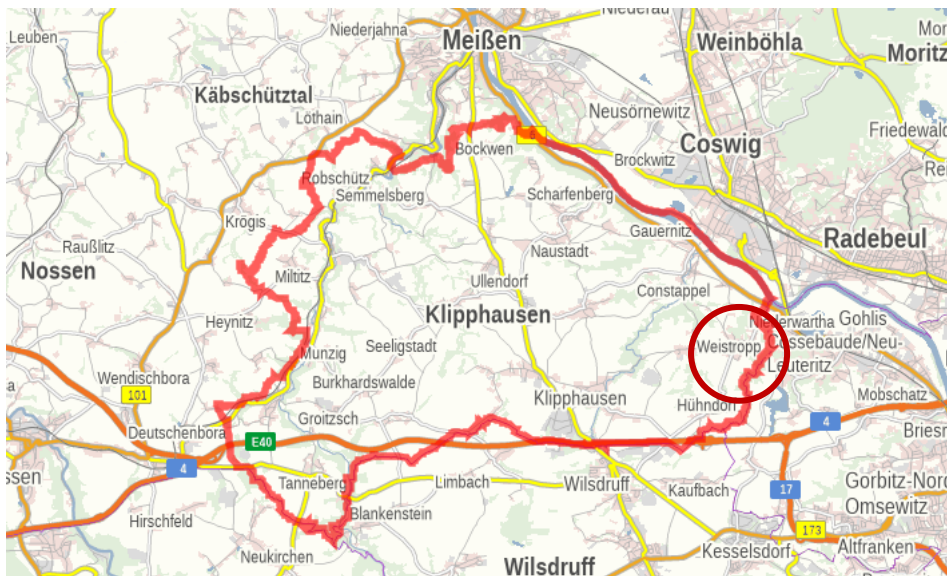 Niederau
Mor
Leuben
Niederjahna
Meißen
Weinböhla
Moritz
Käbschütztal
Neusörnewitz
Lothain
Friedewald
6
Bockwen
Coswig
Brockwitz
Robschütz
Semmelsberg
Scharfenberg
Krögis
Gauernitz
Raußlitz
Naustadt
Radebeul
Nossen
Miltitz
Ullendorf
Constappel
Klipphausen
Heynitz
Niederwartha
Gohlis
Seeligstadt
Weistropp
Cossebaude/Neu-
Leuteritz
Munzig
Wendischbora
Burkhardswalde
101
Klipphausen
Hühndorf
Mobschatz
Groitzsch
4
Deutschenbora
E40
Briesn
4
Tanneberg
Limbach
Wilsdruff
Kaufbach
17
Gorbitz-Nord
Omsewitz
ssen
Hirschfeld
Blankenstein
173
Kesselsdorf
Altfranken
Neukirchen
Wilsdruff